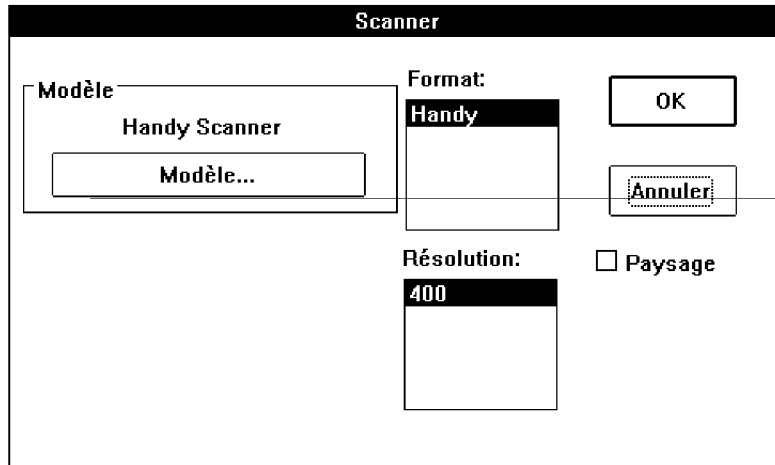 Scanner
Modèle
Handy Scanner
Modèle...
Format:
Handy
OK
Annuler
Résolution:
400
Paysage